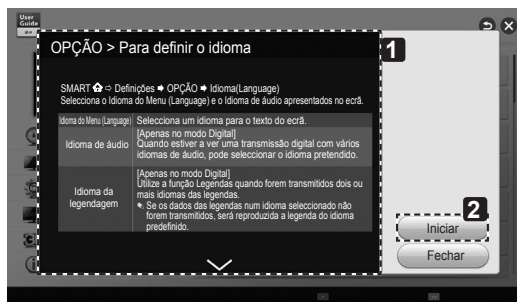 User
Guide
OPÇÃO > Para definir o idioma
1
SMART ⇨ Definições ➡ OPÇÃO ➡ Idioma(Language)
Selecciona o Idioma do Menu (Language) e o Idioma de áudio apresentados no ecrã.
Idioma do Menu (Language) Selecciona um idioma para o texto do ecrã.
Idioma de áudio
[Apenas no modo Digital]
Quando estiver a ver uma transmissão digital com vários
idiomas de áudio, pode seleccionar o idioma pretendido.
Idioma da
legendagem
[Apenas no modo Digital]
Utilize a função Legendas quando forem transmitidos dois ou
mais idiomas das legendas.
Se os dados das legendas num idioma seleccionado não
forem transmitidos, será reproduzida a legenda do idioma
predefinido.
2
Iniciar
Fechar